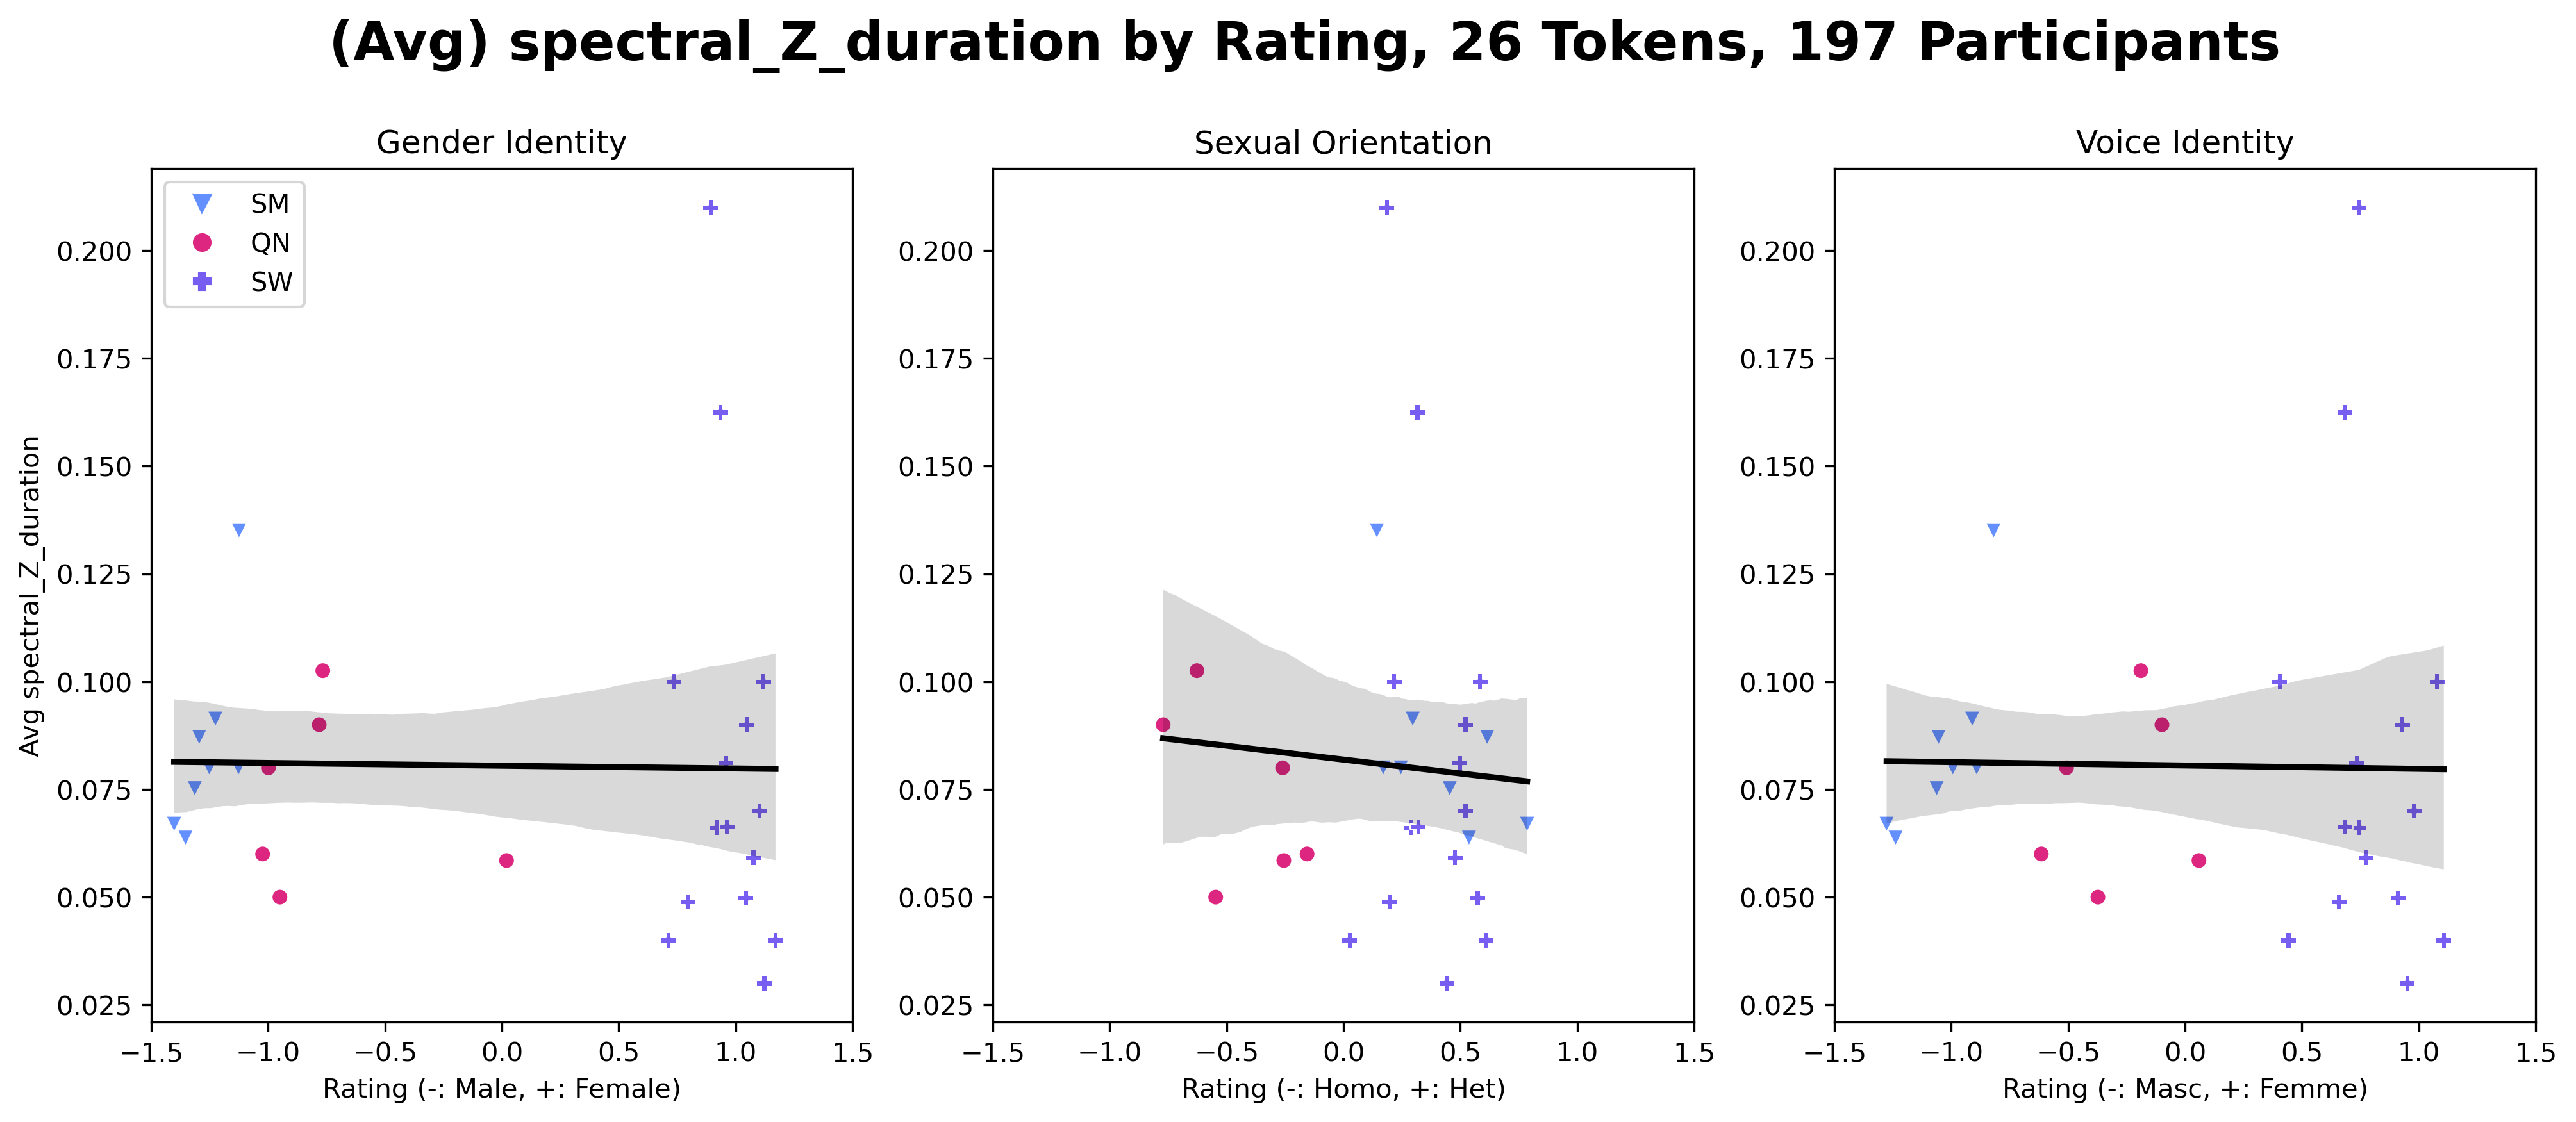 (Avg) spectral_Z_duration by Rating, 26 Tokens, 197 Participants
Gender Identity
SM
QN
SW
Avg spectral_Z_duration
0.200
0.175
0.150
0.125
0.100
0.075
0.050
0.025
−1.5 −1.0 −0.5 0.0 0.5 1.0 1.5
Rating (-: Male, +: Female)
Sexual Orientation
0.200
0.175
0.150
0.125
0.100
0.075
0.050
0.025
−1.5 −1.0 −0.5 0.0 0.5 1.0 1.5
Rating (-: Homo, +: Het)
Voice Identity
0.200
0.175
0.150
0.125
0.100
0.075
0.050
0.025
−1.5 −1.0 −0.5 0.0 0.5 1.0 1.5
Rating (-: Masc, +: Femme)